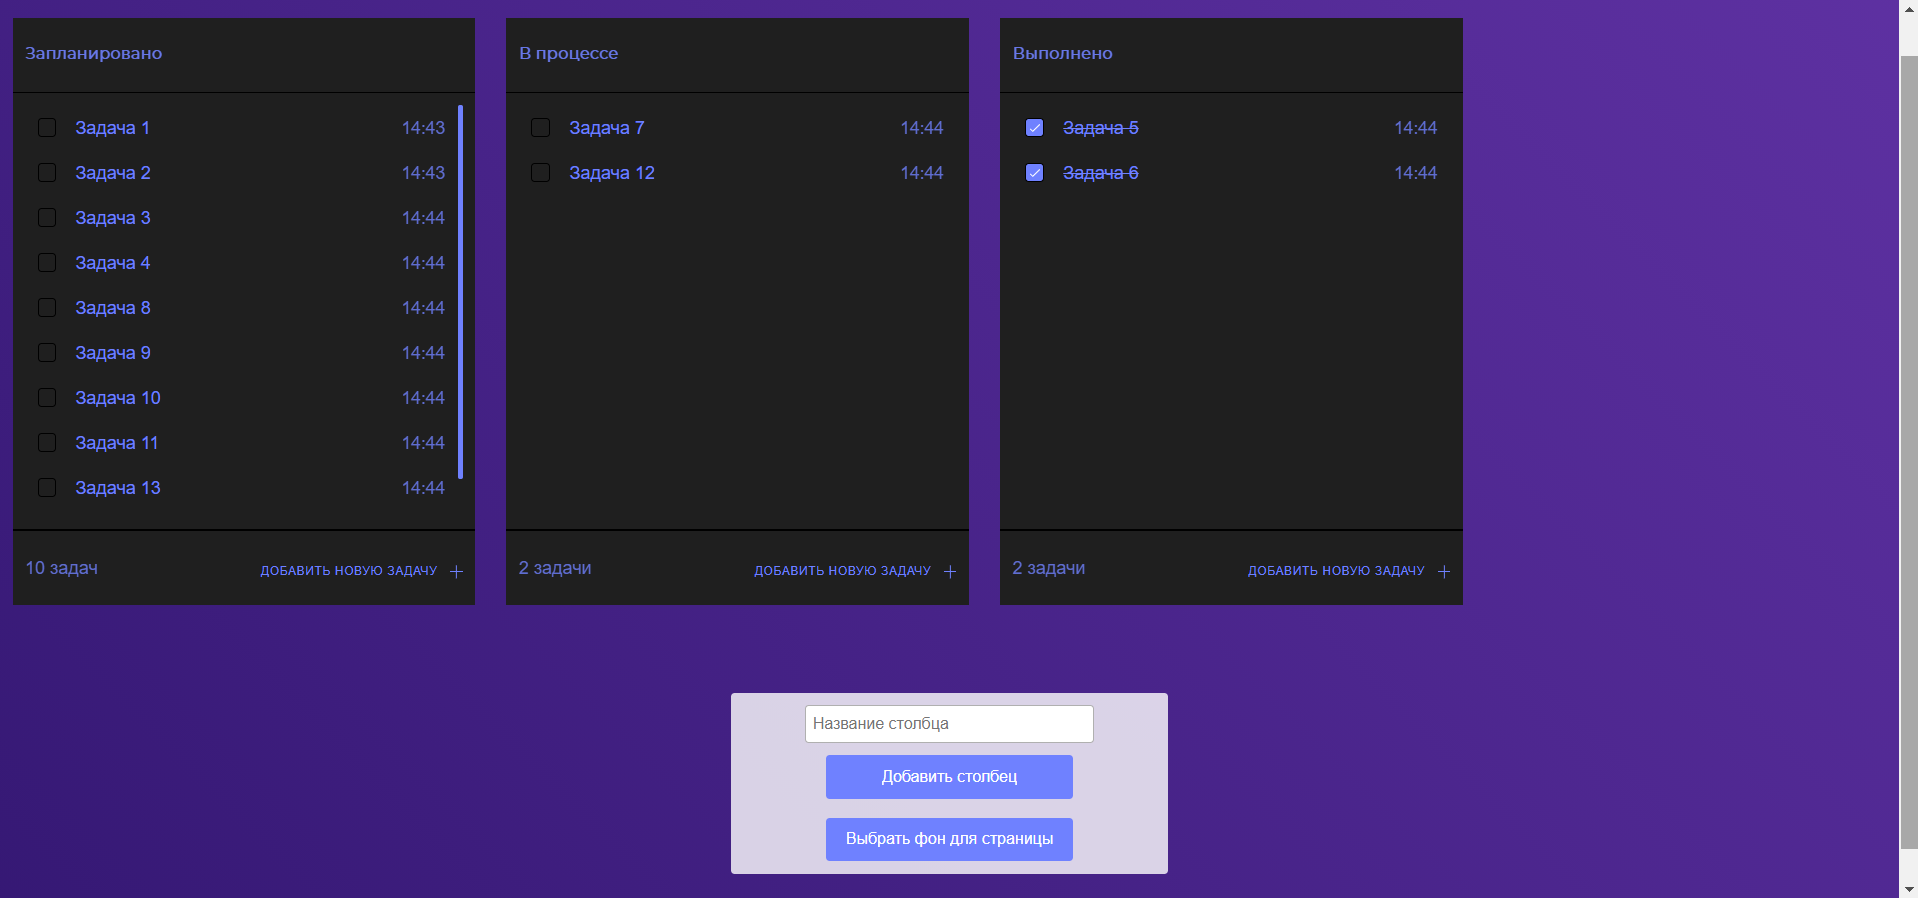 Запланировано
Задача 1 14:43
Задача 2 14:43
Задача 3 14:44
Задача 4 14:44
Задача 8 14:44
Задача 9 14:44
Задача 10 14:44
Задача 11 14:44
Задача 13 14:44
10 задач ДОБАВИТЬ НОВУЮ ЗАДАЧУ +
В процессе
Задача 7 14:44
Задача 12 14:44
2 задачи ДОБАВИТЬ НОВУЮ ЗАДАЧУ +
Выполнено
Задача 5 14:44
Задача 6 14:44
2 задачи ДОБАВИТЬ НОВУЮ ЗАДАЧУ +
Название столбца
Добавить столбец
Выбрать фон для страницы